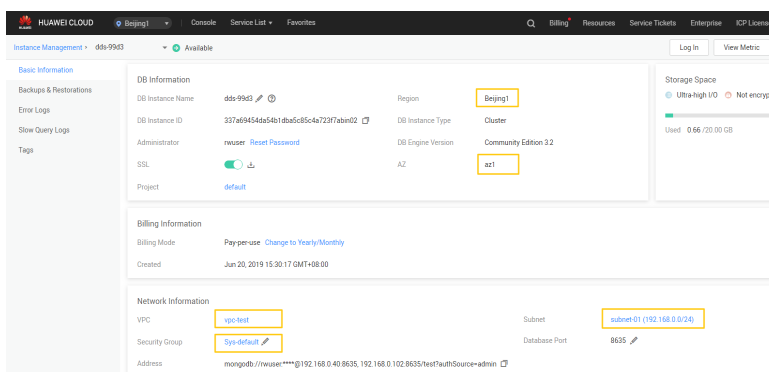 HUAWEI CLOUD Beijing1 Console Service List Favorites Billing Resources Service Tickets Enterprise ICP License
Instance Management dds-99d3 Available Log In View Metric
Basic Information
Backups & Restorations
Error Logs
Slow Query Logs
Tags
DB Information
DB Instance Name dds-99d3 Region Beijing1
DB Instance ID 337a69454da54b1dba5c85c4a723f7abin02 DB Instance Type Cluster
Administrator rwuser Reset Password DB Engine Version Community Edition 3.2
SSL AZ az1
Project default
Storage Space
Ultra-high I/O Not encryp
Used 0.66 /20.00 GB
Billing Information
Billing Mode Pay-per-use Change to Yearly/Monthly
Created Jun 20, 2019 15:30:17 GMT+08:00
Network Information
VPC vpc-test Subnet subnet-01 (192.168.0.0/24)
Security Group Sys-default Database Port 8635
Address mongodb://rwuser:****@192.168.0.40:8635,192.168.0.102:8635/test?authSource=admin